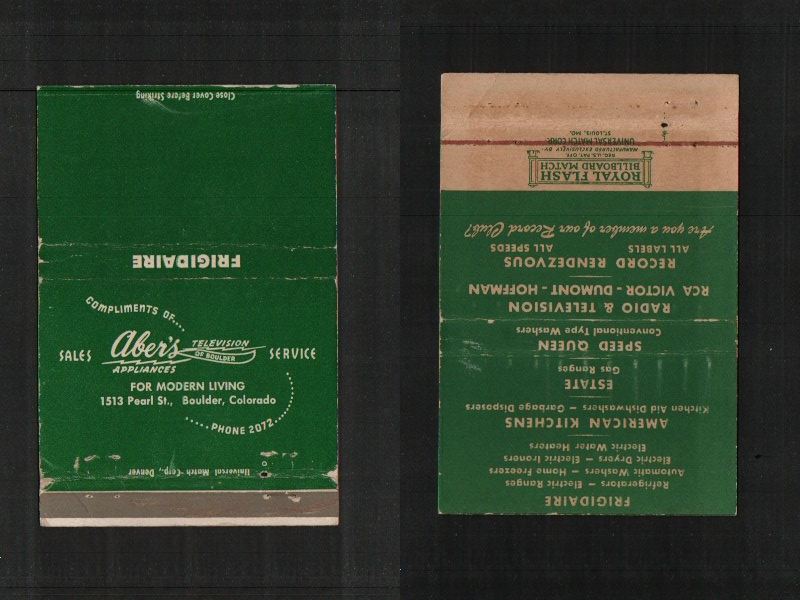 Close Cover Before Striking
FRIGIDAIRE
COMPLIMENTS OF....
SALES Aber's TELEVISION OF BOULDER SERVICE
APPLIANCES
FOR MODERN LIVING
1513 Pearl St., Boulder, Colorado
....PHONE 2072....
Universal Match Corp., Denver
FRIGIDAIRE
Refrigerators — Electric Ranges
Automatic Washers — Home Freezers
Electric Dryers — Electric Ironers
Electric Water Heaters
AMERICAN KITCHENS
Kitchen Aid Dishwashers — Garbage Disposers
ESTATE
Gas Ranges
SPEED QUEEN
Conventional Type Washers
RADIO & TELEVISION
RCA VICTOR - DUMONT - HOFFMAN
RECORD RENDEZVOUS
ALL LABELS ALL SPEEDS
Are you a member of our Record Club?
ROYAL FLASH
BILLBOARD MATCH
REG. U.S. PAT. OFF.
MANUFACTURED EXCLUSIVELY BY
UNIVERSAL MATCH CORP.
ST. LOUIS, MO.